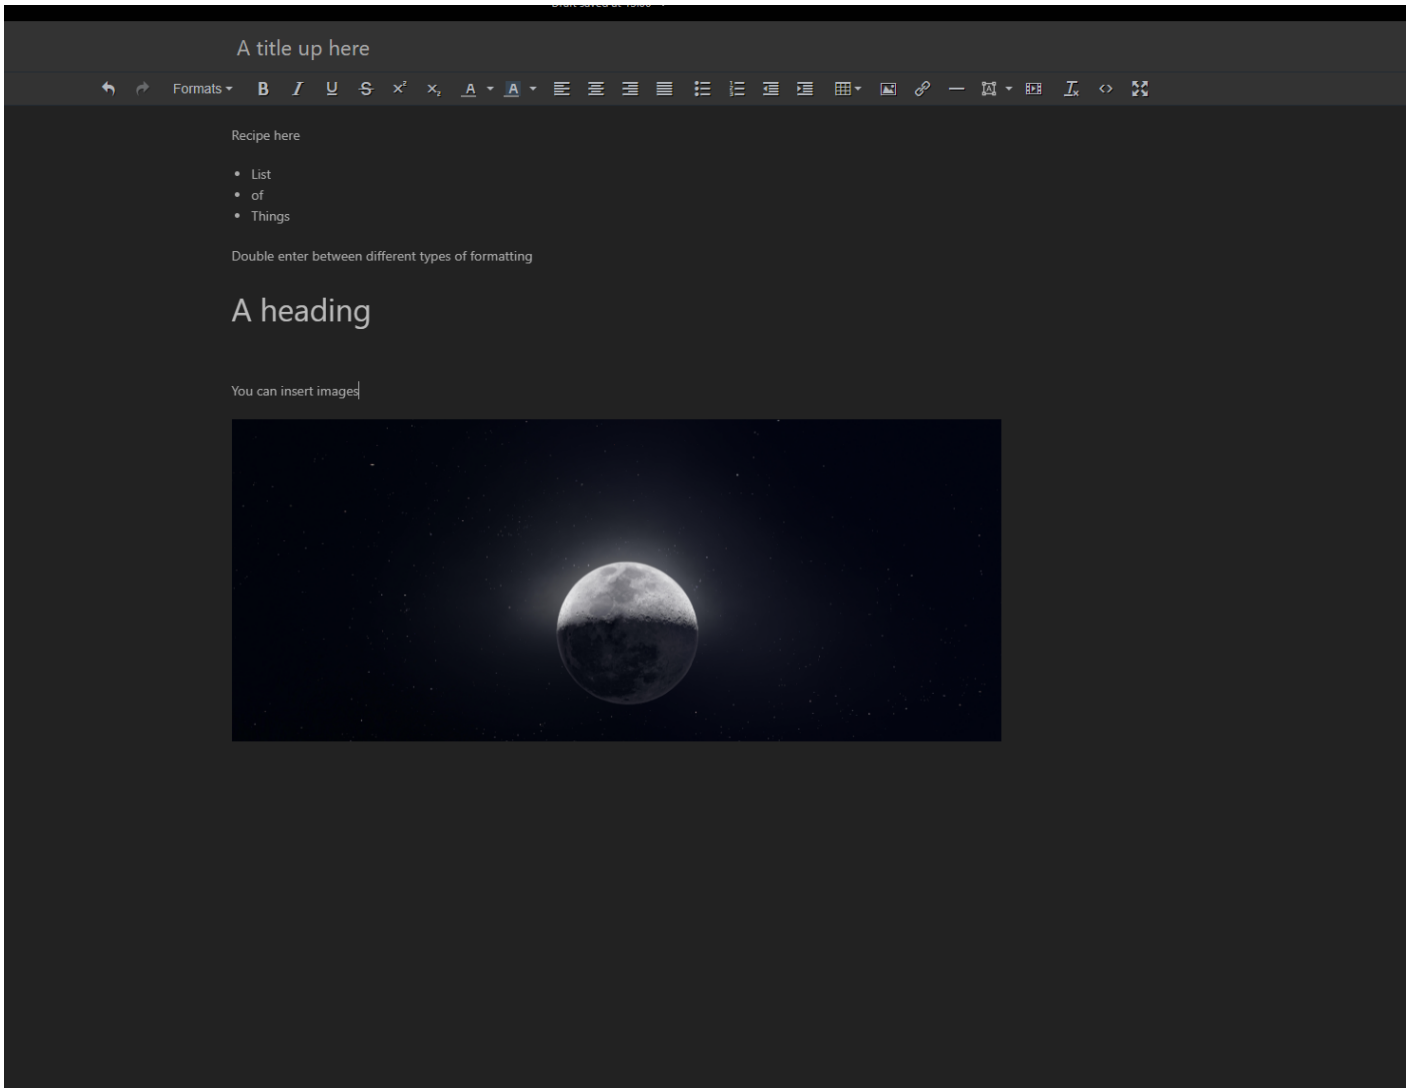 A title up here
Formats
Recipe here
List
of
Things
Double enter between different types of formatting
A heading
You can insert images